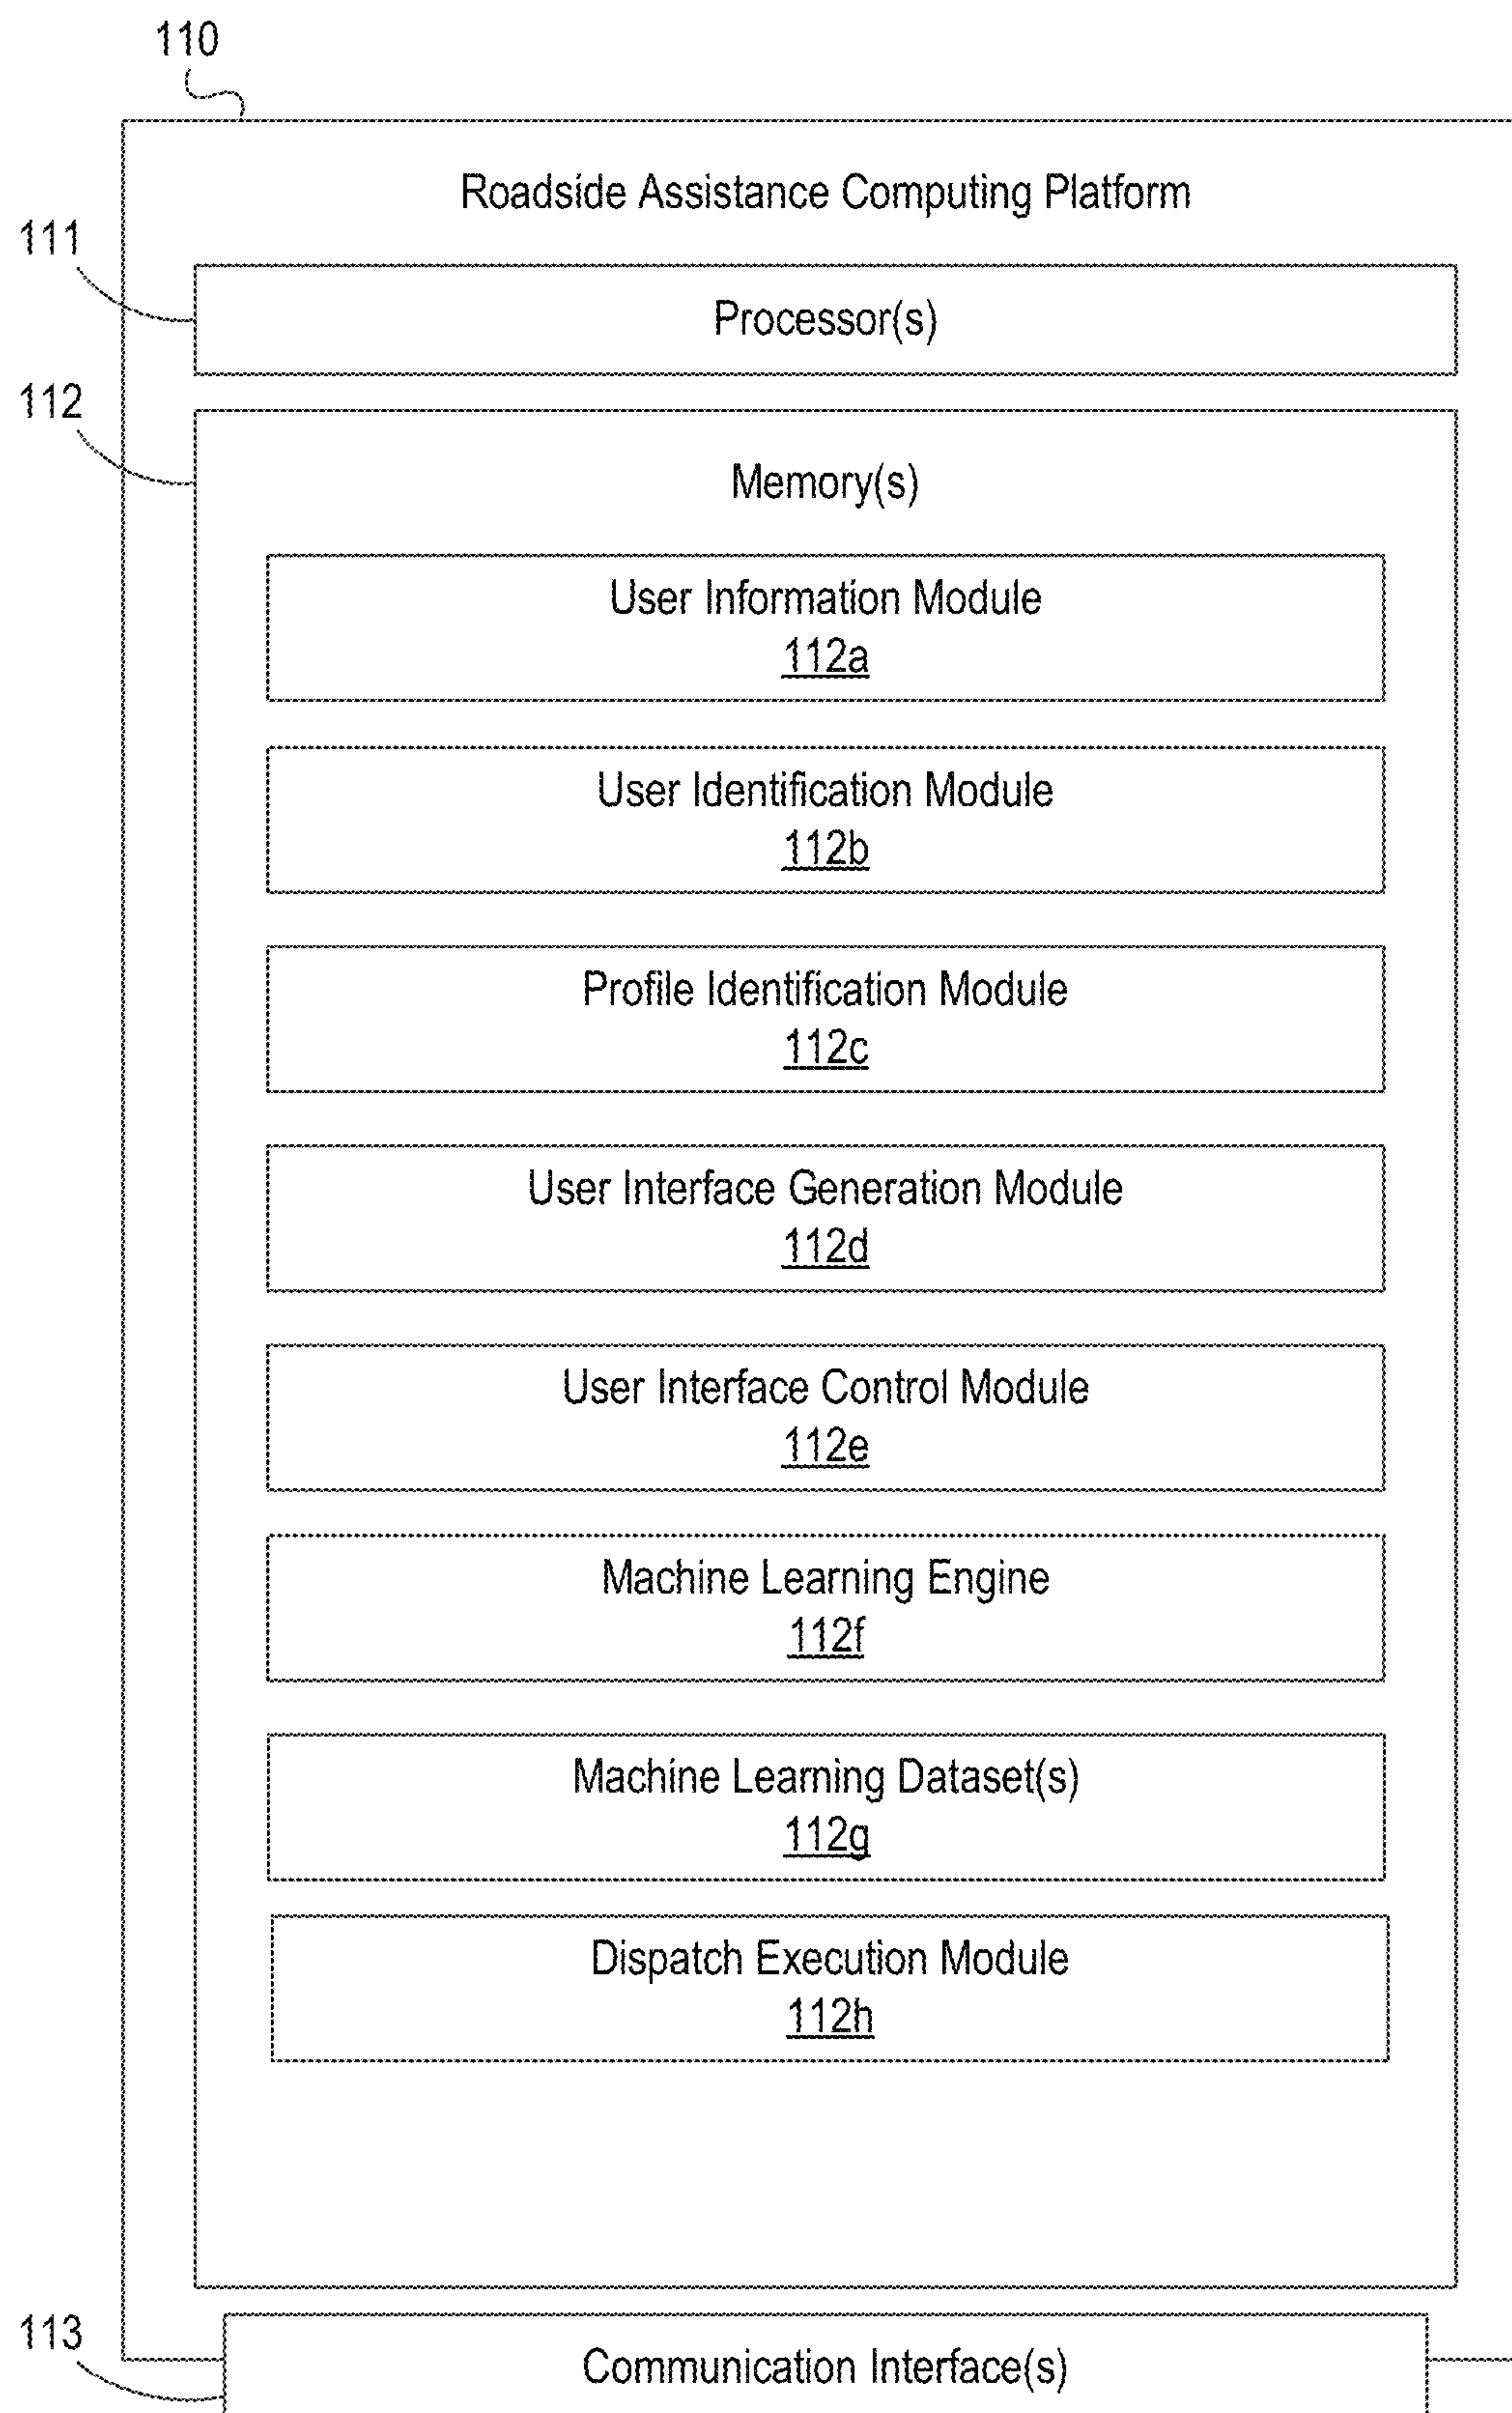 110
Roadside Assistance Computing Platform
111
Processor(s)
112
Memory(s)
User Information Module
112a
User Identification Module
112b
Profile Identification Module
112c
User Interface Generation Module
112d
User Interface Control Module
112e
Machine Learning Engine
112f
Machine Learning Dataset(s)
112g
Dispatch Execution Module
112h
113
Communication Interface(s)